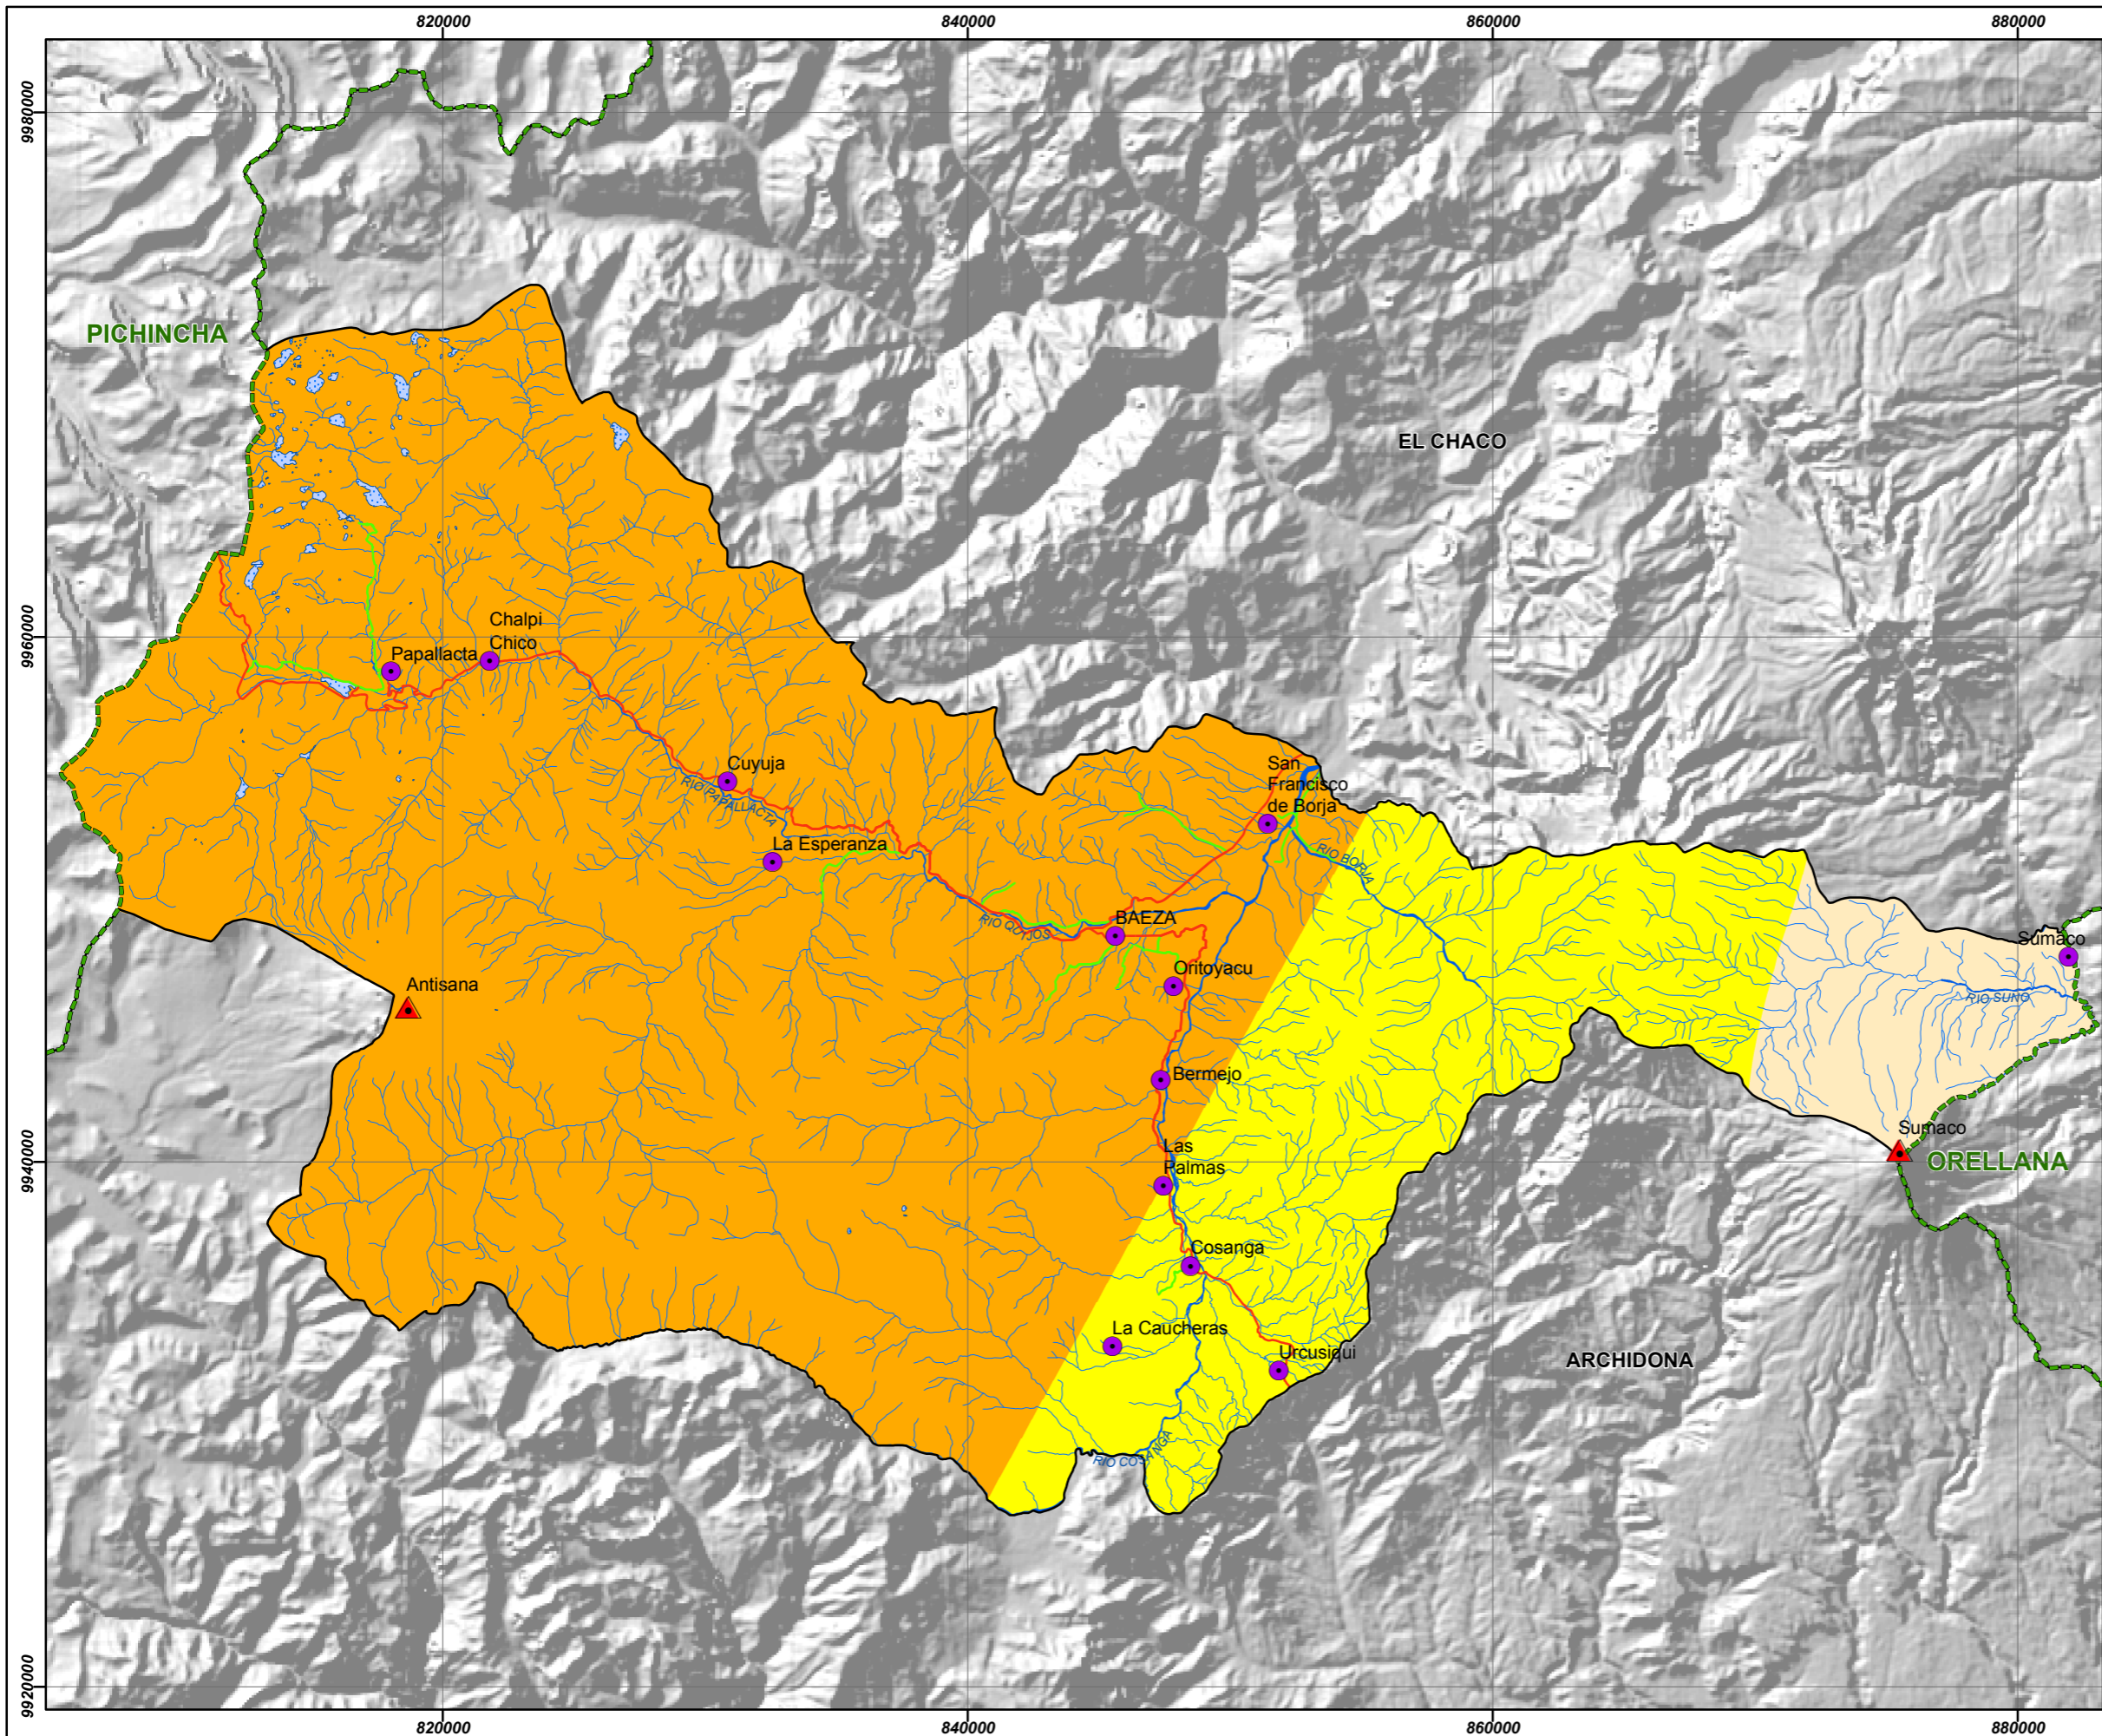 820000
840000
860000
880000
9980000
PICHINCHA
EL CHACO
9960000
Chalpi
Chico
Papallacta
Cuyuja
RIO PAPALLACTA
La Esperanza
San
Francisco
de Borja
RIO BORJA
RIO QUIJOS
BAEZA
Oritoyacu
Sumaco
RIO SUNO
Antisana
Bermejo
Las
Palmas
Sumaco
ORELLANA
9940000
Cosanga
La Caucheras
Urcusiqui
ARCHIDONA
RIO COSANGA
9920000
820000
840000
860000
880000